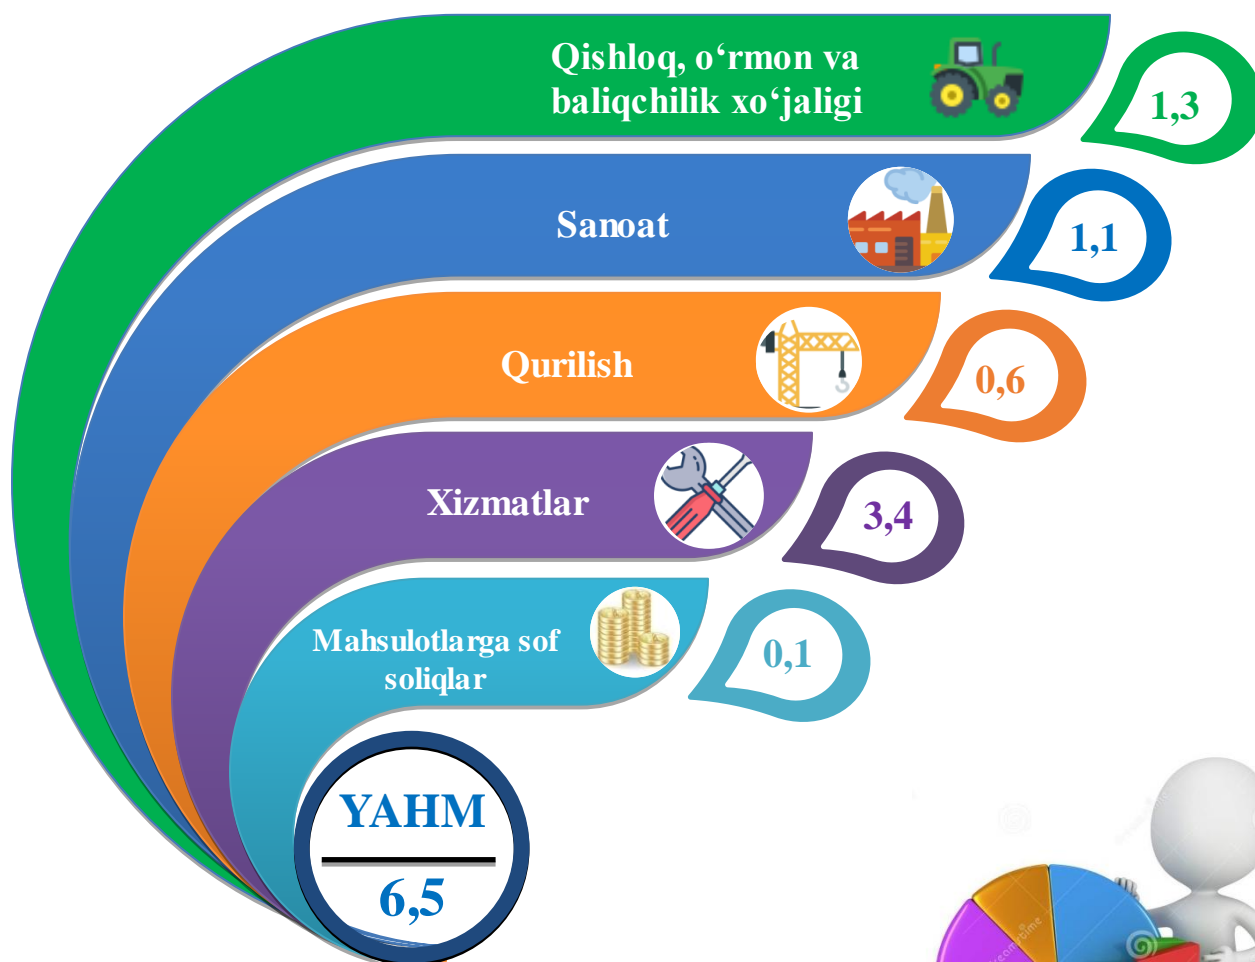 Qishloq, o‘rmon va
baliqchilik xo‘jaligi
1,3
Sanoat
1,1
Qurilish
0,6
Xizmatlar
3,4
Mahsulotlarga sof
soliqlar
0,1
YAHM
6,5